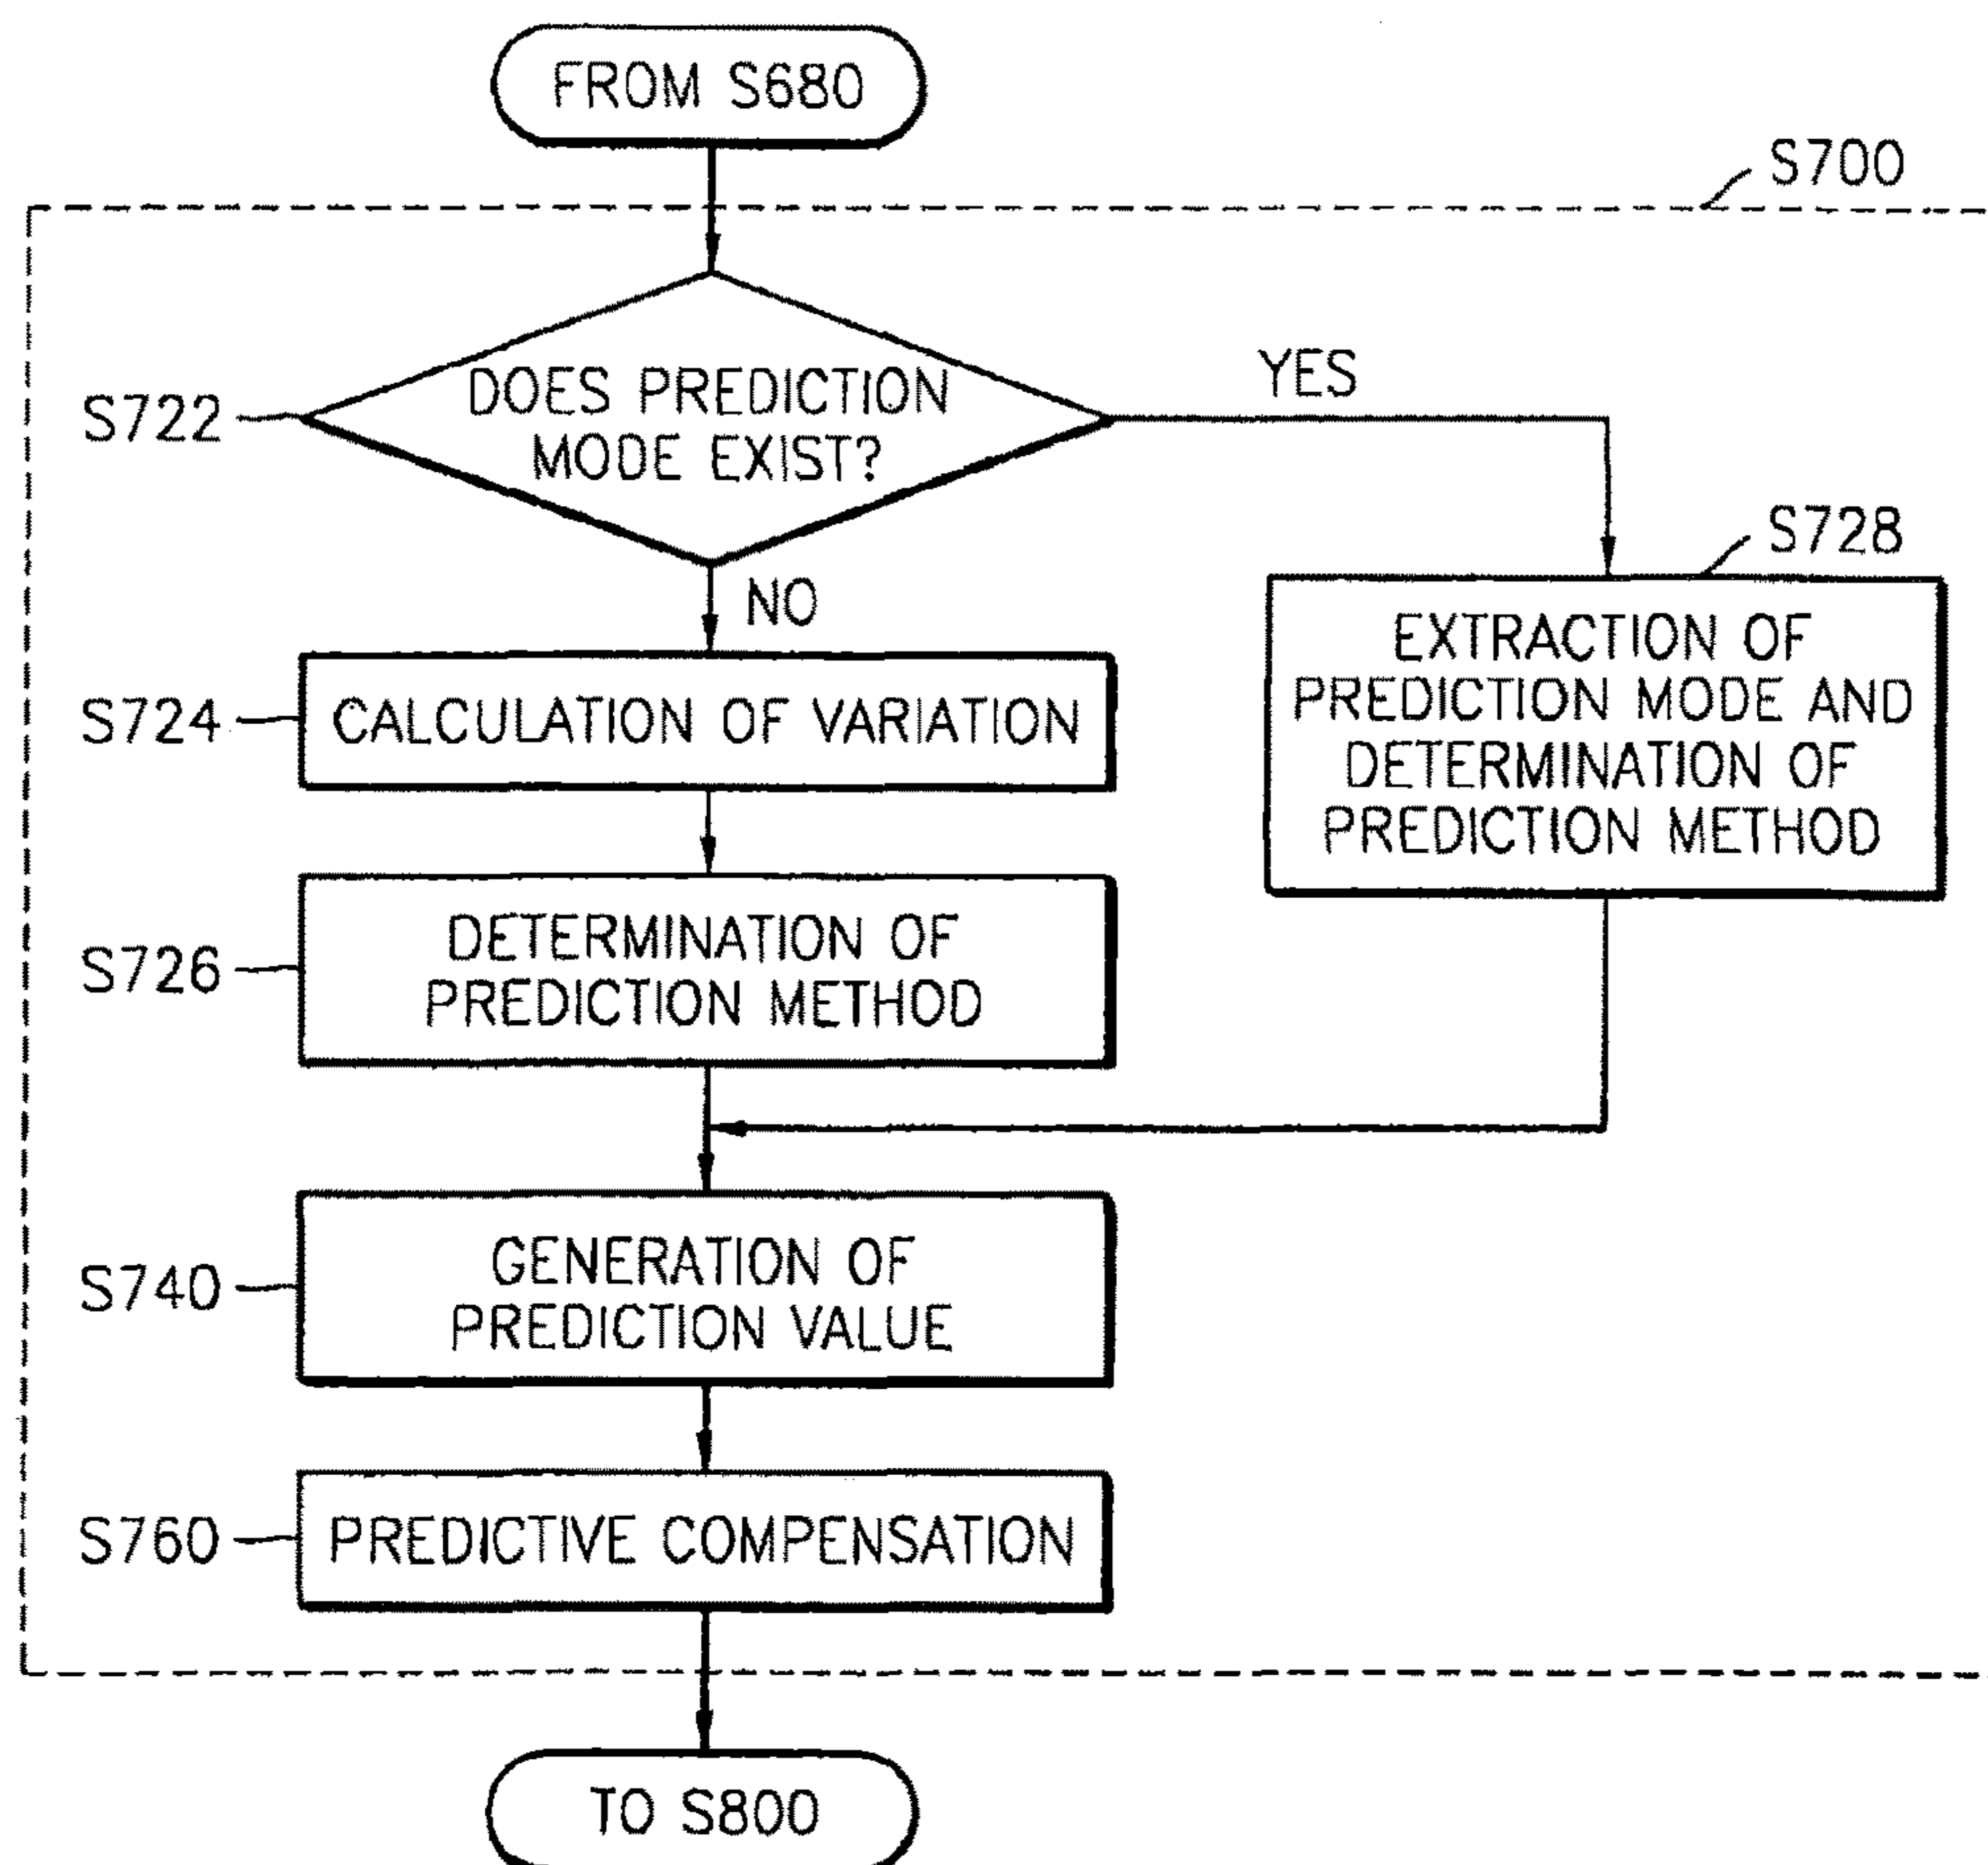 FROM S680
S700
S722
DOES PREDICTION
MODE EXIST?
YES
NO
S728
EXTRACTION OF
PREDICTION MODE AND
DETERMINATION OF
PREDICTION METHOD
S724
CALCULATION OF VARIATION
S726
DETERMINATION OF
PREDICTION METHOD
S740
GENERATION OF
PREDICTION VALUE
S760
PREDICTIVE COMPENSATION
TO S800